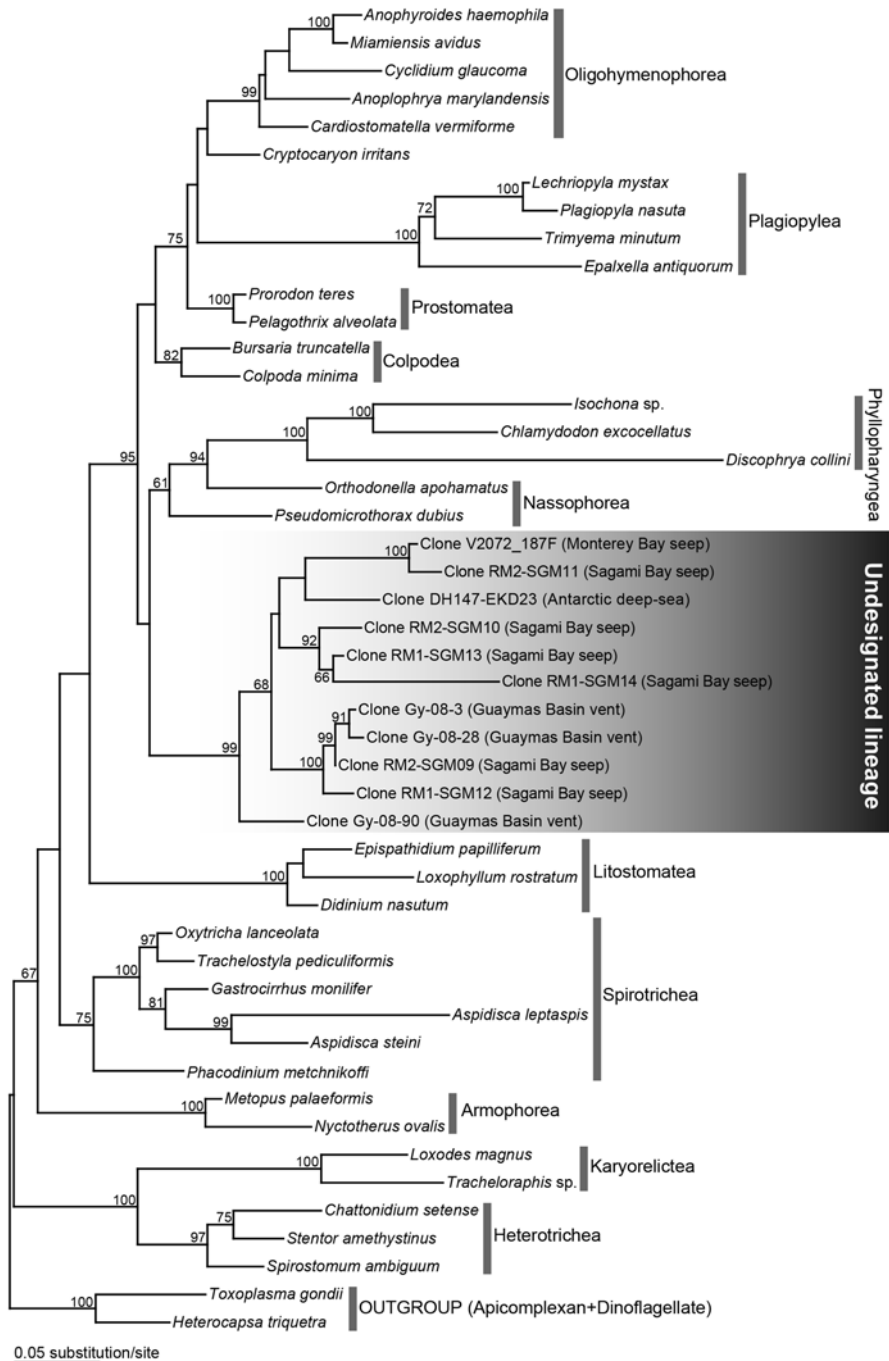 100
Anophyroides haemophila
Miamiensis avidus
Cyclidium glaucoma
Oligohymenophorea
99
Anoplophrya marylandensis
Cardiostomatella vermiforme
Cryptocaryon irritans
100
Lechriopyla mystax
72
Plagiopyla nasuta
Plagiopylea
75
100
Trimyema minutum
Epalxella antiquorum
100
Prorodon teres
Prostomatea
Pelagothrix alveolata
82
Bursaria truncatella
Colpodea
Colpoda minima
100
Isochona sp.
100
Chlamydodon excocellatus
Phyllopharyngea
95
94
Discophrya collini
61
Orthodonella apohamatus
Nassophorea
Pseudomicrothorax dubius
100
Clone V2072_187F (Monterey Bay seep)
Clone RM2-SGM11 (Sagami Bay seep)
Clone DH147-EKD23 (Antarctic deep-sea)
92
Clone RM2-SGM10 (Sagami Bay seep)
Clone RM1-SGM13 (Sagami Bay seep)
66
Clone RM1-SGM14 (Sagami Bay seep)
68
91
Clone Gy-08-3 (Guaymas Basin vent)
99
Clone Gy-08-28 (Guaymas Basin vent)
99
100
Clone RM2-SGM09 (Sagami Bay seep)
Clone RM1-SGM12 (Sagami Bay seep)
Clone Gy-08-90 (Guaymas Basin vent)
Undesignated lineage
Epispathidium papilliferum
100
Loxophyllum rostratum
Litostomatea
Didinium nasutum
97
Oxytricha lanceolata
67
100
Trachelostyla pediculiformis
81
Gastrocirrhus monilifer
Spirotrichea
75
99
Aspidisca leptaspis
Aspidisca steini
Phacodinium metchnikoffi
100
Metopus palaeformis
Armophorea
Nyctotherus ovalis
100
Loxodes magnus
Karyorelictea
100
Tracheloraphis sp.
75
Chattonidium setense
97
Stentor amethystinus
Heterotrichea
Spirostomum ambiguum
100
Toxoplasma gondii
OUTGROUP (Apicomplexan+Dinoflagellate)
Heterocapsa triquetra
0.05 substitution/site